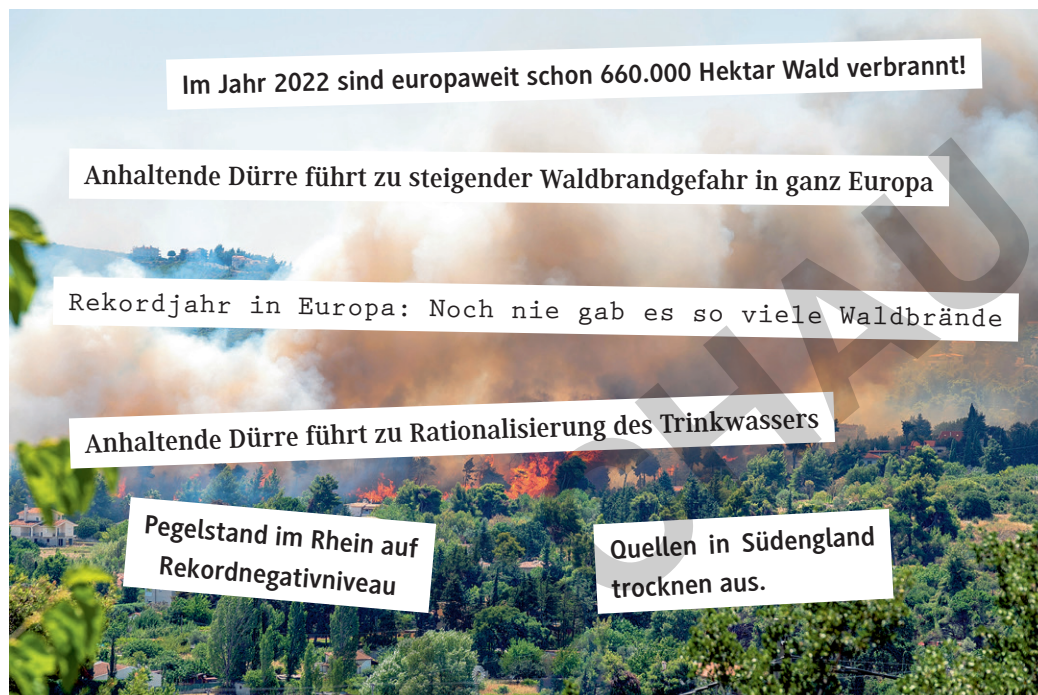 Im Jahr 2022 sind europaweit schon 660.000 Hektar Wald verbrannt!
Anhaltende Dürre führt zu steigender Waldbrandgefahr in ganz Europa
Rekordjahr in Europa: Noch nie gab es so viele Waldbrände
Anhaltende Dürre führt zu Rationalisierung des Trinkwassers
Pegelstand im Rhein auf
Rekordnegativniveau
Quellen in Südengland
trocknen aus.
CHAU